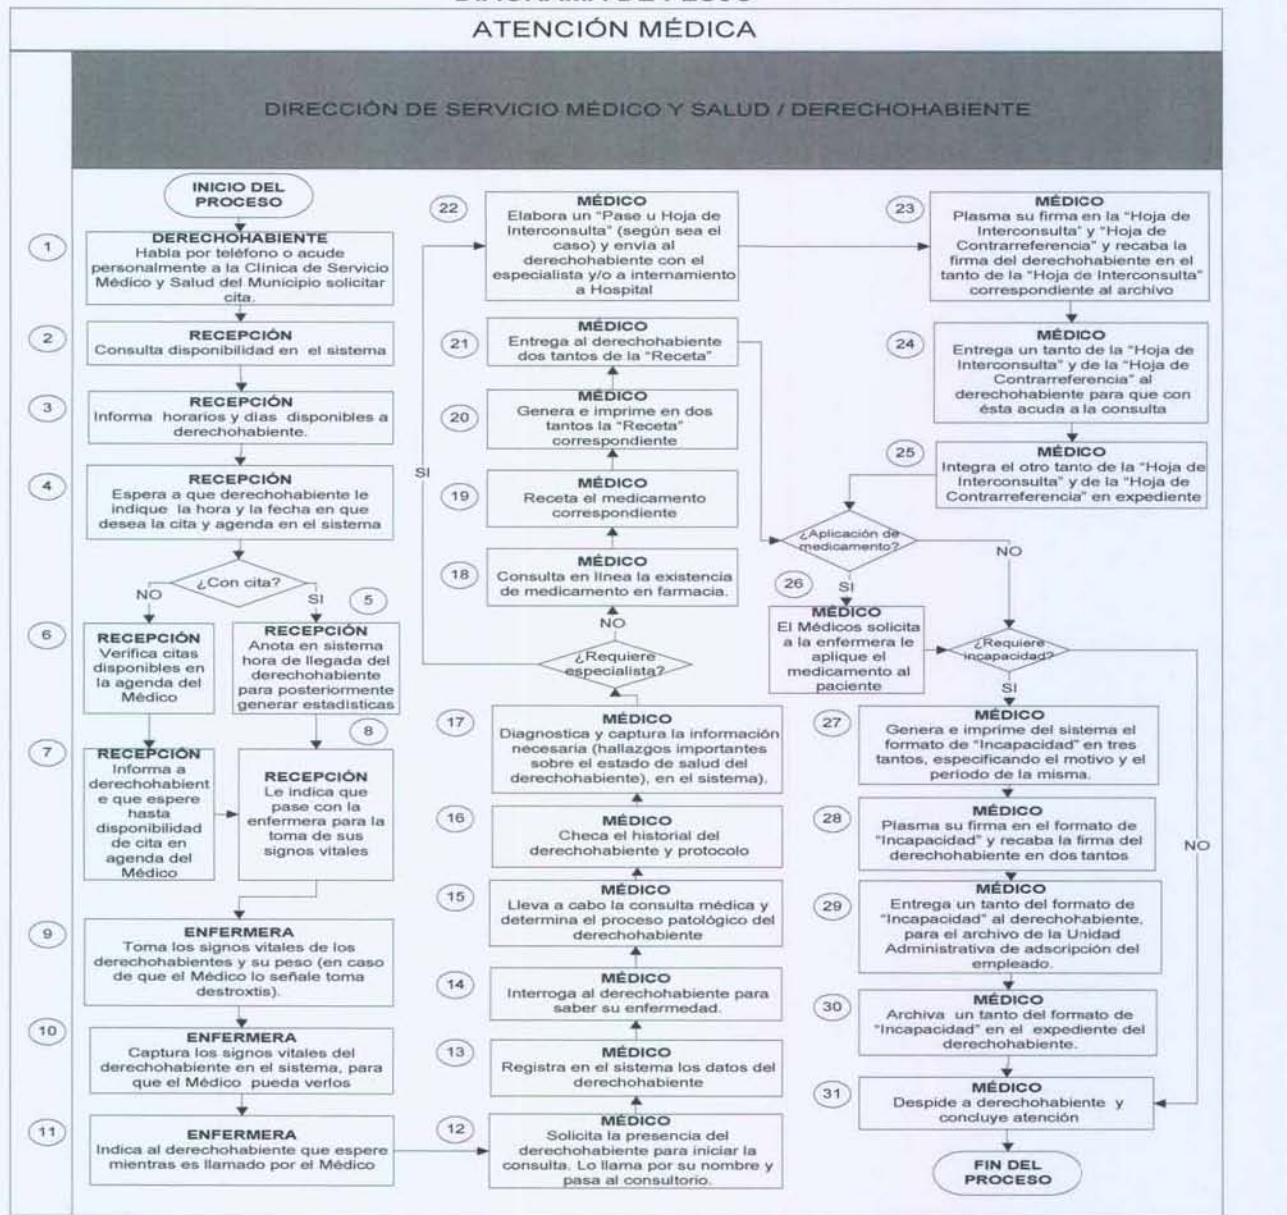 ATENCIÓN MÉDICA
DIRECCIÓN DE SERVICIO MÉDICO Y SALUD / DERECHOHABIENTE
INICIO DEL
PROCESO
1
DERECHOHABIENTE
Habla por teléfono o acude
personalmente a la Clínica de Servicio
Médico y Salud del Municipio solicitar
cita.
2
RECEPCIÓN
Consulta disponibilidad en el sistema
3
RECEPCIÓN
Informa horarios y días disponibles a
derechohabiente.
4
RECEPCIÓN
Espera a que derechohabiente le
indique la hora y la fecha en que
desea la cita y agenda en el sistema
¿Con cita?
NO
SI
5
RECEPCIÓN
Anota en sistema
hora de llegada del
derechohabiente
para posteriormente
generar estadísticas
6
RECEPCIÓN
Verifica citas
disponibles en
la agenda del
Médico
7
RECEPCIÓN
Informa a
derechohabient
e que espere
hasta
disponibilidad
de cita en
agenda del
Médico
8
RECEPCIÓN
Le indica que
pase con la
enfermera para la
toma de sus
signos vitales
9
ENFERMERA
Toma los signos vitales de los
derechohabientes y su peso (en caso
de que el Médico lo señale toma
destroxtis).
10
ENFERMERA
Captura los signos vitales del
derechohabiente en el sistema, para
que el Médico pueda verlos
11
ENFERMERA
Indica al derechohabiente que espere
mientras es llamado por el Médico
12
MÉDICO
Solicita la presencia del
derechohabiente para iniciar la
consulta. Lo llama por su nombre y
pasa al consultorio.
13
MÉDICO
Registra en el sistema los datos del
derechohabiente
14
MÉDICO
Interroga al derechohabiente para
saber su enfermedad.
15
MÉDICO
Lleva a cabo la consulta médica y
determina el proceso patológico del
derechohabiente
16
MÉDICO
Checa el historial del
derechohabiente y protocolo
17
MÉDICO
Diagnostica y captura la información
necesaria (hallazgos importantes
sobre el estado de salud del
derechohabiente), en el sistema).
¿Requiere
especialista?
NO
SI
18
MÉDICO
Consulta en línea la existencia
de medicamento en farmacia.
19
MÉDICO
Receta el medicamento
correspondiente
20
MÉDICO
Genera e imprime en dos
tantos la "Receta"
correspondiente
21
MÉDICO
Entrega al derechohabiente
dos tantos de la "Receta"
22
MÉDICO
Elabora un "Pase u Hoja de
Interconsulta" (según sea el
caso) y envía al
derechohabiente con el
especialista y/o a internamiento
a Hospital
23
MÉDICO
Plasma su firma en la "Hoja de
Interconsulta" y "Hoja de
Contrarreferencia" y recaba la
firma del derechohabiente en el
tanto de la "Hoja de Interconsulta"
correspondiente al archivo
24
MÉDICO
Entrega un tanto de la "Hoja de
Interconsulta" y de la "Hoja de
Contrarreferencia" al
derechohabiente para que con
ésta acuda a la consulta
25
MÉDICO
Integra el otro tanto de la "Hoja de
Interconsulta" y de la "Hoja de
Contrarreferencia" en expediente
¿Aplicación de
medicamento?
NO
SI
26
MÉDICO
El Médicos solicita
a la enfermera le
aplique el
medicamento al
paciente
¿Requiere
incapacidad?
SI
NO
27
MÉDICO
Genera e imprime del sistema el
formato de "Incapacidad" en tres
tantos, especificando el motivo y el
periodo de la misma.
28
MÉDICO
Plasma su firma en el formato de
"Incapacidad" y recaba la firma del
derechohabiente en dos tantos
29
MÉDICO
Entrega un tanto del formato de
"Incapacidad" al derechohabiente,
para el archivo de la Unidad
Administrativa de adscripción del
empleado.
30
MÉDICO
Archiva un tanto del formato de
"Incapacidad" en el expediente del
derechohabiente.
31
MÉDICO
Despide a derechohabiente y
concluye atención
FIN DEL
PROCESO